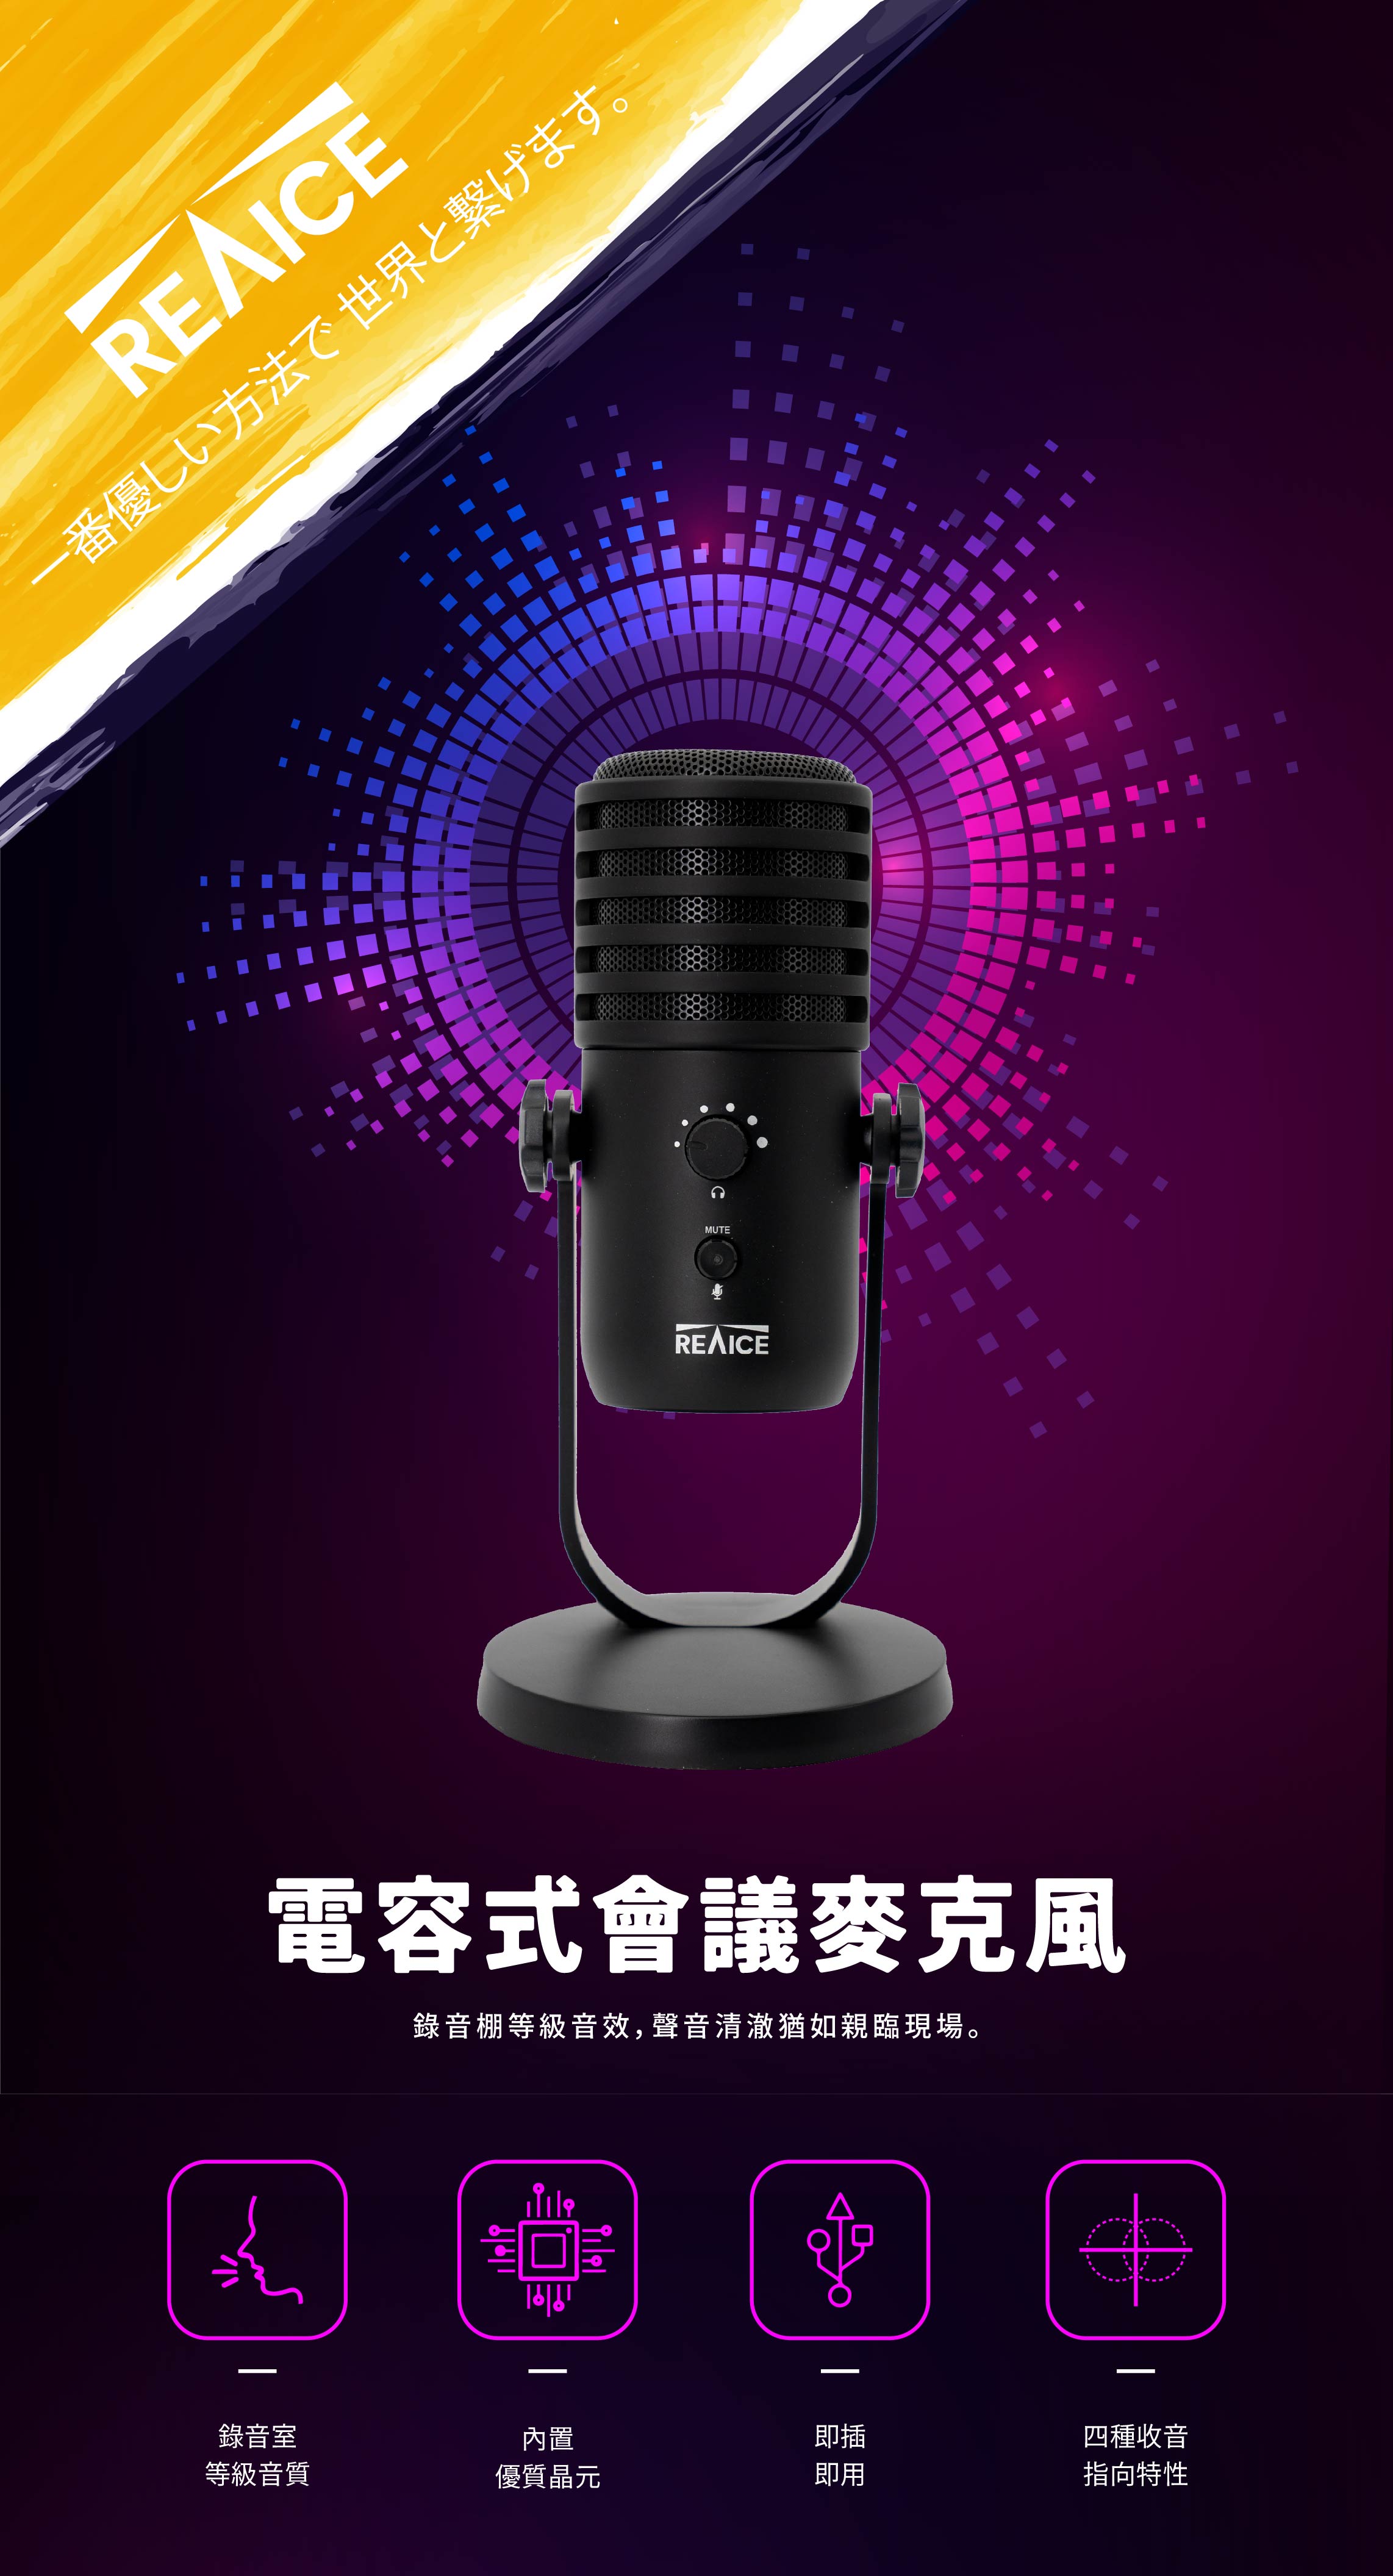 REAICE
一番優しい方法で 世界と繋げます。
MUTE
REAICE
電容式會議麥克風
錄音棚等級音效,聲音清澈猶如親臨現場。
錄音室
等級音質
內置
優質晶元
即插
即用
四種收音
指向特性